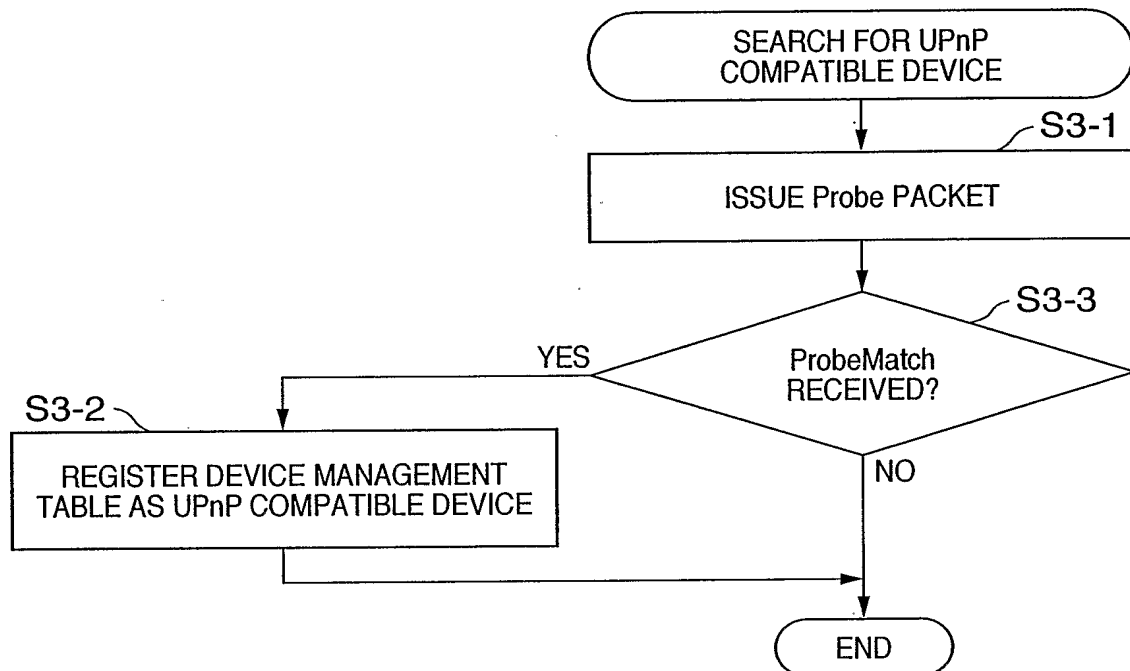 SEARCH FOR UPnP
COMPATIBLE DEVICE
S3-1
ISSUE Probe PACKET
S3-3
ProbeMatch
RECEIVED?
YES
NO
S3-2
REGISTER DEVICE MANAGEMENT
TABLE AS UPnP COMPATIBLE DEVICE
END